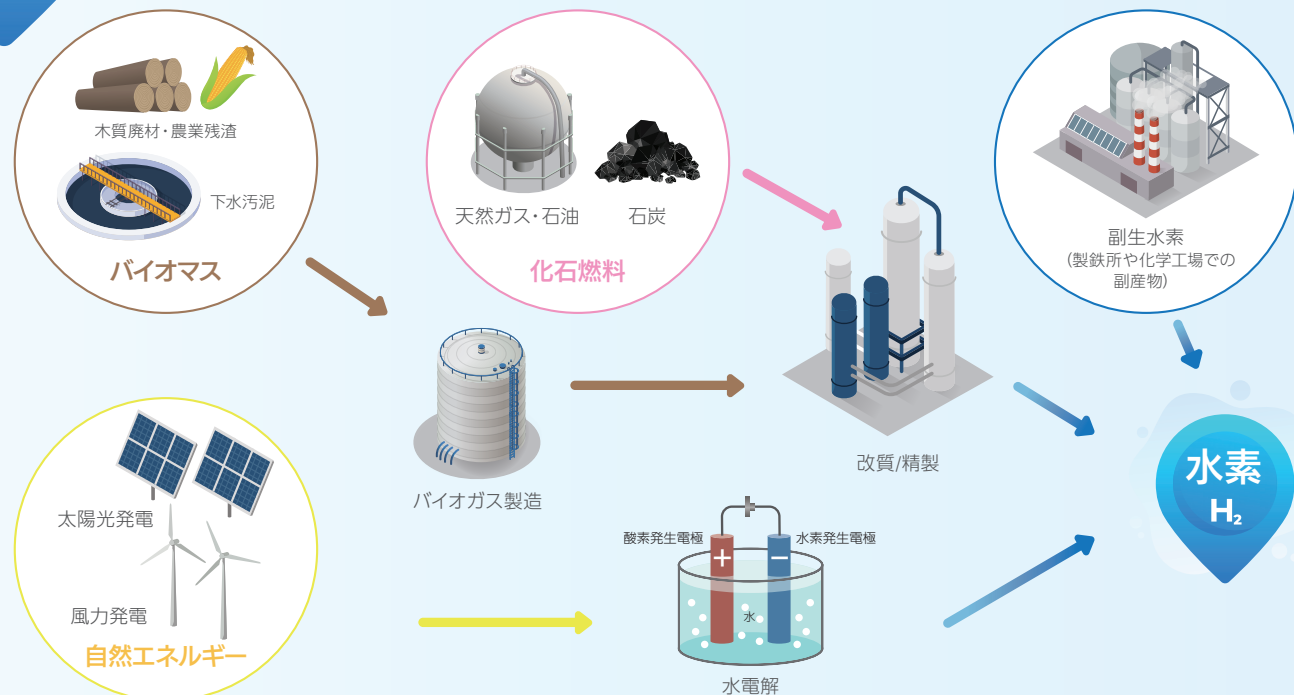 木質廃材・農業残渣
下水汚泥
バイオマス
天然ガス・石油
石炭
化石燃料
副生水素
(製鉄所や化学工場での
副産物)
バイオガス製造
改質/精製
水素
H₂
太陽光発電
風力発電
自然エネルギー
酸素発生電極
水素発生電極
+
−
水
水電解